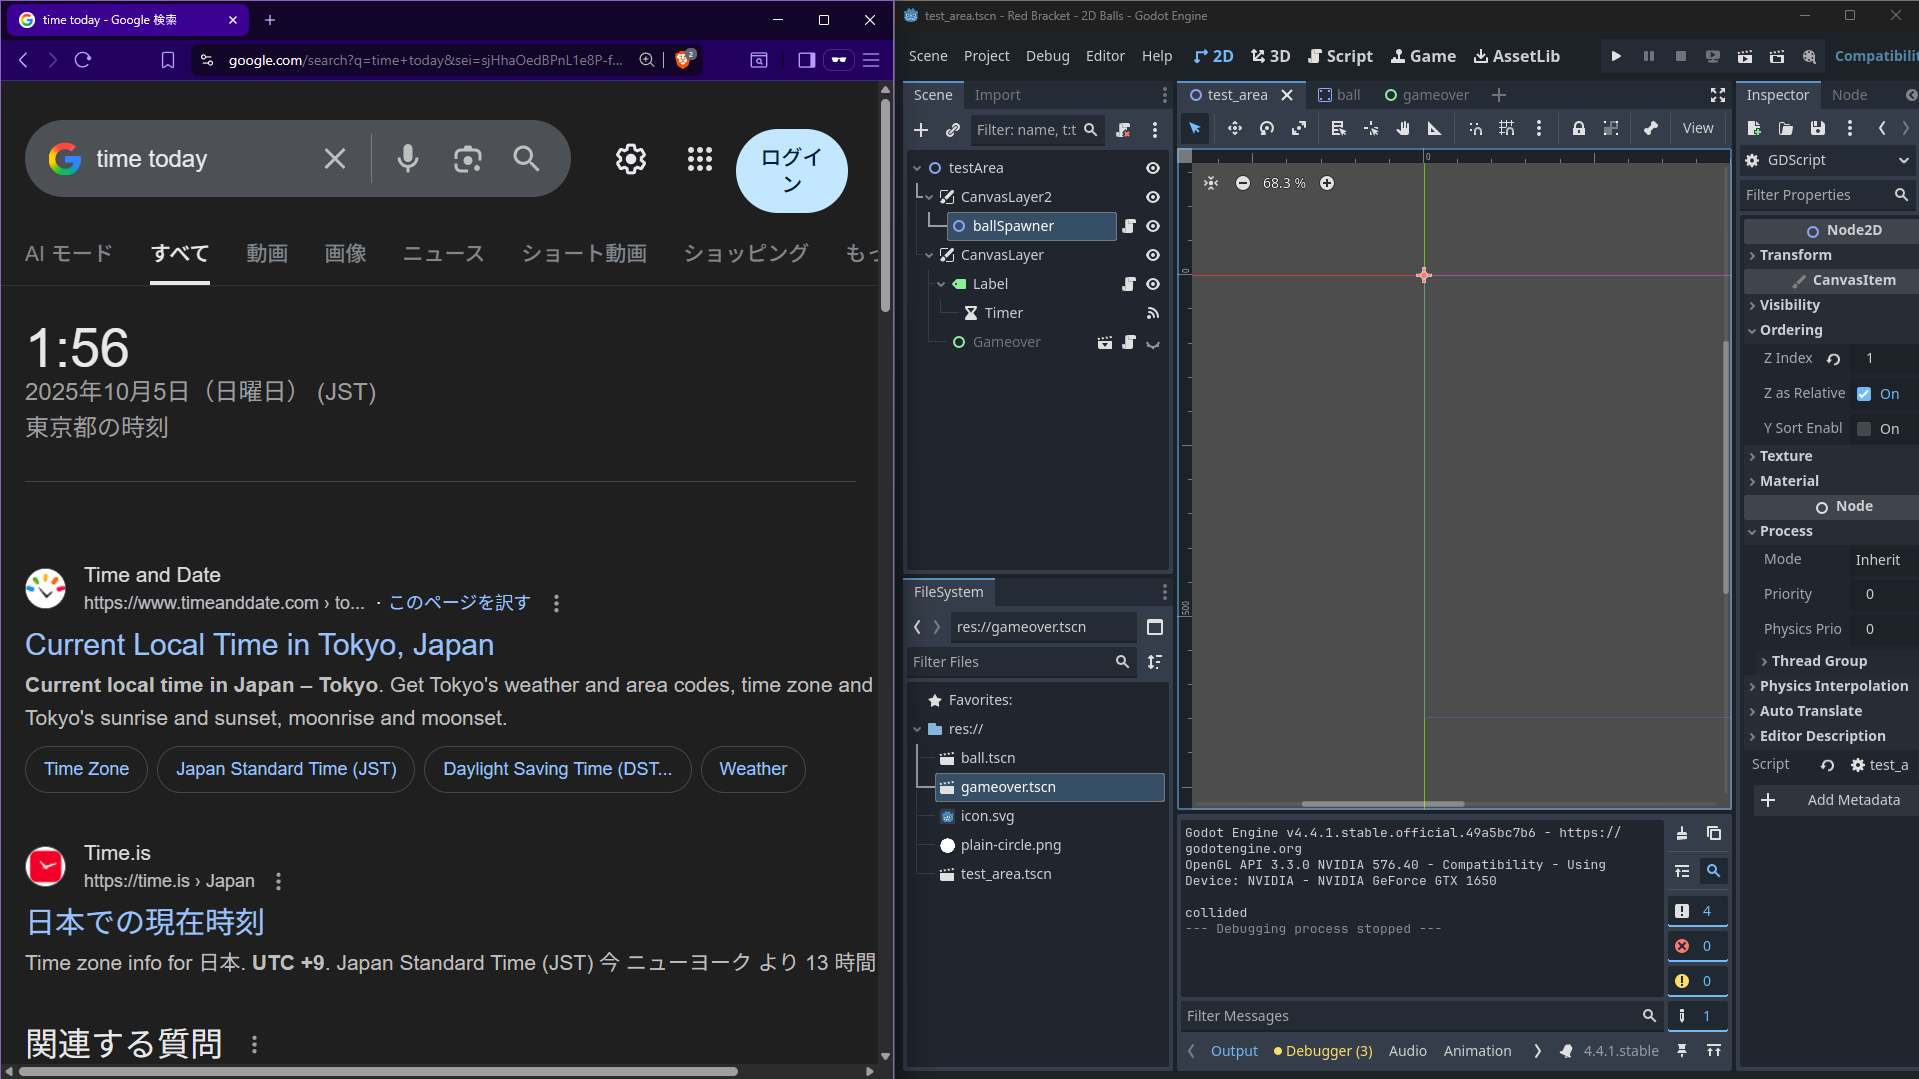 time today - Google 検索
google.com/search?q=time+today&sei=sjHhaOedBPnL1e8P-f...
2
time today
ログイ
ン
AI モード
すべて
動画
画像
ニュース
ショート動画
ショッピング
もっ
1:56
2025年10月5日（日曜日） (JST)
東京都の時刻
Time and Date
https://www.timeanddate.com › to... · このページを訳す
Current Local Time in Tokyo, Japan
Current local time in Japan – Tokyo. Get Tokyo's weather and area codes, time zone and
Tokyo's sunrise and sunset, moonrise and moonset.
Time Zone
Japan Standard Time (JST)
Daylight Saving Time (DST...
Weather
Time.is
https://time.is › Japan
日本での現在時刻
Time zone info for 日本. UTC +9. Japan Standard Time (JST) 今 ニューヨーク より 13 時間
関連する質問
test_area.tscn - Red Bracket - 2D Balls - Godot Engine
Scene Project Debug Editor Help
2D 3D Script Game AssetLib
Compatibilit
Scene Import
Filter: name, t:t
testArea
CanvasLayer2
ballSpawner
CanvasLayer
Label
Timer
Gameover
FileSystem
res://gameover.tscn
Filter Files
Favorites:
res://
ball.tscn
gameover.tscn
icon.svg
plain-circle.png
test_area.tscn
test_area ball gameover
View
0
68.3 %
0
500
Godot Engine v4.4.1.stable.official.49a5bc7b6 - https://
godotengine.org
OpenGL API 3.3.0 NVIDIA 576.40 - Compatibility - Using
Device: NVIDIA - NVIDIA GeForce GTX 1650
collided
--- Debugging process stopped ---
4
0
0
1
Filter Messages
Output Debugger (3) Audio Animation 4.4.1.stable
Inspector Node
GDScript
Filter Properties
Node2D
Transform
CanvasItem
Visibility
Ordering
Z Index 1
Z as Relative On
Y Sort Enabl On
Texture
Material
Node
Process
Mode Inherit
Priority 0
Physics Prio 0
Thread Group
Physics Interpolation
Auto Translate
Editor Description
Script test_a
Add Metadata